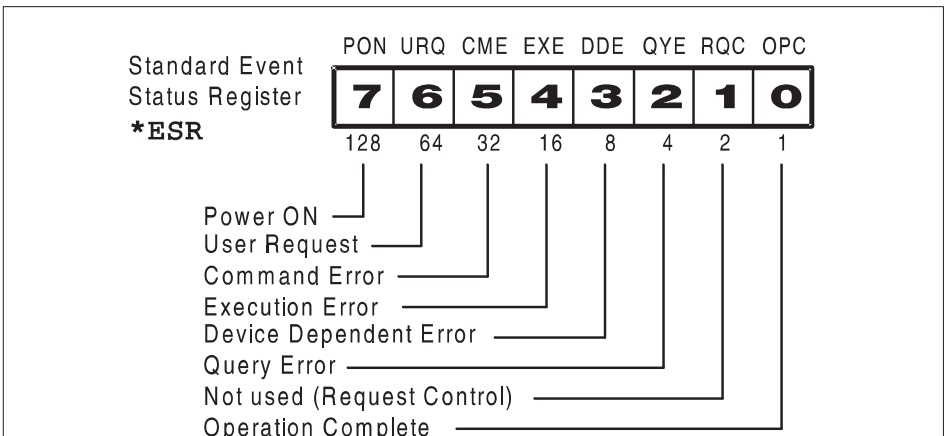 PON URQ CME EXE DDE QYE RQC OPC
Standard Event
Status Register
*ESR
7 6 5 4 3 2 1 0
128 64 32 16 8 4 2 1
Power ON
User Request
Command Error
Execution Error
Device Dependent Error
Query Error
Not used (Request Control)
Operation Complete